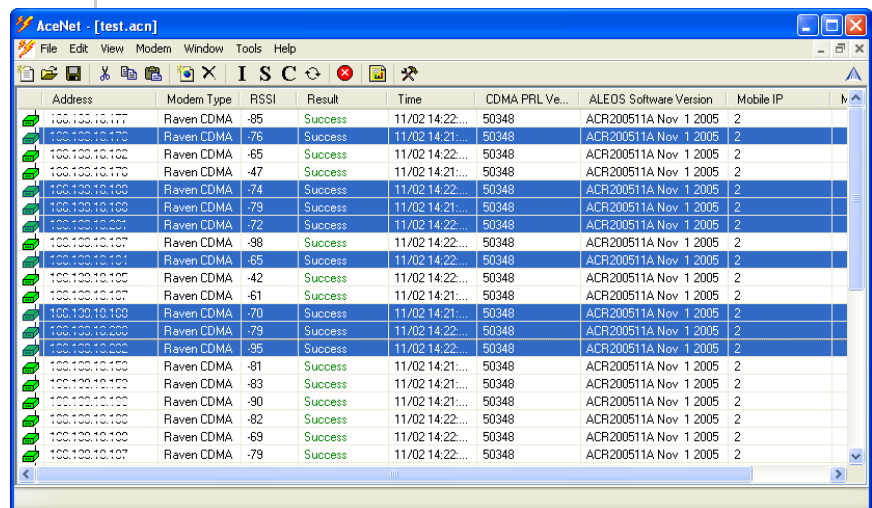 AceNet - [test.acn]
File Edit View Modem Window Tools Help
I S C
Address Modem Type RSSI Result Time CDMA PRL Ve... ALEOS Software Version Mobile IP
Raven CDMA -85 Success 11/02 14:22:... 50348 ACR200511A Nov 1 2005 2
Raven CDMA -76 Success 11/02 14:21:... 50348 ACR200511A Nov 1 2005 2
Raven CDMA -65 Success 11/02 14:22:... 50348 ACR200511A Nov 1 2005 2
Raven CDMA -47 Success 11/02 14:21:... 50348 ACR200511A Nov 1 2005 2
Raven CDMA -74 Success 11/02 14:22:... 50348 ACR200511A Nov 1 2005 2
Raven CDMA -79 Success 11/02 14:21:... 50348 ACR200511A Nov 1 2005 2
Raven CDMA -72 Success 11/02 14:22:... 50348 ACR200511A Nov 1 2005 2
Raven CDMA -98 Success 11/02 14:22:... 50348 ACR200511A Nov 1 2005 2
Raven CDMA -65 Success 11/02 14:22:... 50348 ACR200511A Nov 1 2005 2
Raven CDMA -42 Success 11/02 14:22:... 50348 ACR200511A Nov 1 2005 2
Raven CDMA -61 Success 11/02 14:21:... 50348 ACR200511A Nov 1 2005 2
Raven CDMA -70 Success 11/02 14:21:... 50348 ACR200511A Nov 1 2005 2
Raven CDMA -79 Success 11/02 14:22:... 50348 ACR200511A Nov 1 2005 2
Raven CDMA -95 Success 11/02 14:22:... 50348 ACR200511A Nov 1 2005 2
Raven CDMA -81 Success 11/02 14:21:... 50348 ACR200511A Nov 1 2005 2
Raven CDMA -83 Success 11/02 14:21:... 50348 ACR200511A Nov 1 2005 2
Raven CDMA -90 Success 11/02 14:21:... 50348 ACR200511A Nov 1 2005 2
Raven CDMA -82 Success 11/02 14:22:... 50348 ACR200511A Nov 1 2005 2
Raven CDMA -69 Success 11/02 14:22:... 50348 ACR200511A Nov 1 2005 2
Raven CDMA -79 Success 11/02 14:22:... 50348 ACR200511A Nov 1 2005 2